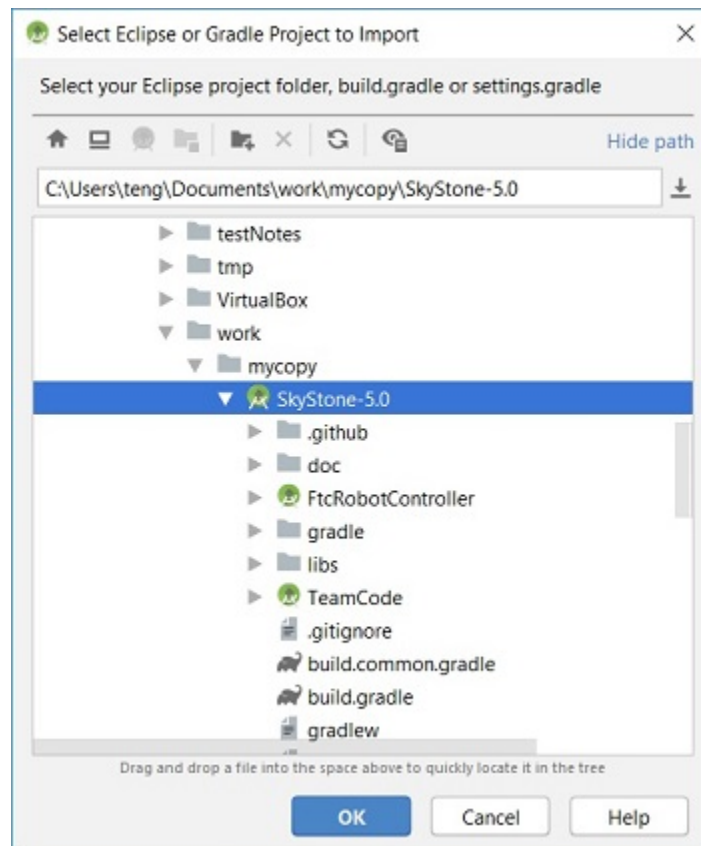 Select Eclipse or Gradle Project to Import
Select your Eclipse project folder, build.gradle or settings.gradle
Hide path
C:\Users\teng\Documents\work\mycopy\SkyStone-5.0
testNotes
tmp
VirtualBox
work
mycopy
SkyStone-5.0
.github
doc
FtcRobotController
gradle
libs
TeamCode
.gitignore
build.common.gradle
build.gradle
gradlew
Drag and drop a file into the space above to quickly locate it in the tree
OK Cancel Help